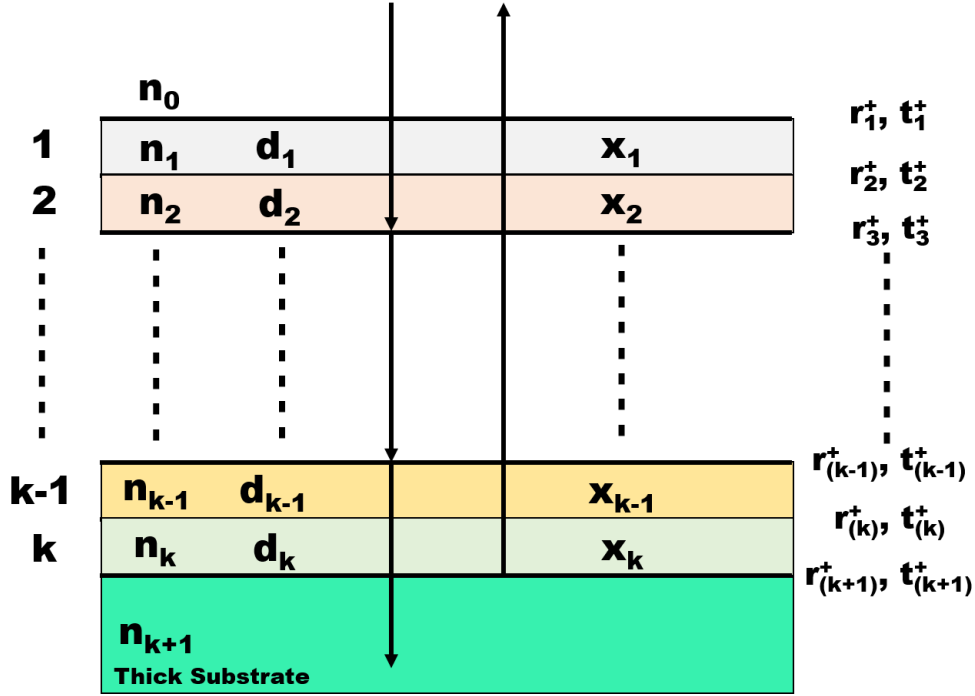 n₀
r₁⁺, t₁⁺
1 n₁ d₁ x₁
r₂⁺, t₂⁺
2 n₂ d₂ x₂
r₃⁺, t₃⁺
r₍ₖ₋₁₎⁺, t₍ₖ₋₁₎⁺
k-1 nₖ₋₁ dₖ₋₁ xₖ₋₁
r₍ₖ₎⁺, t₍ₖ₎⁺
k nₖ dₖ xₖ
r₍ₖ₊₁₎⁺, t₍ₖ₊₁₎⁺
nₖ₊₁
Thick Substrate